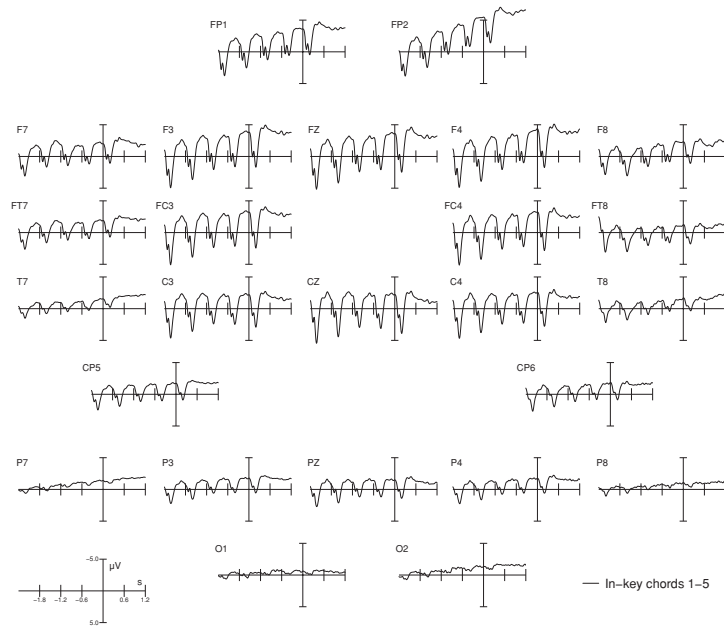 FP1 FP2
F7 F3 FZ F4 F8
FT7 FC3 FC4 FT8
T7 C3 CZ C4 T8
CP5 CP6
P7 P3 PZ P4 P8
O1 O2
-5.0
µV
s
-1.8 -1.2 -0.6 0.6 1.2
5.0
In-key chords 1-5